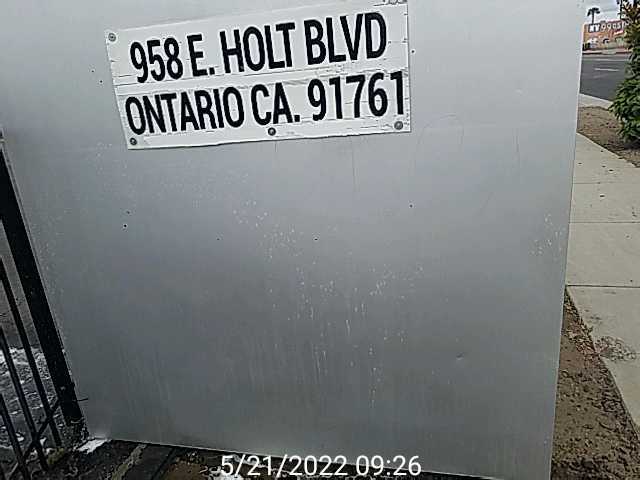 958 E. HOLT BLVD
ONTARIO CA. 91761
5/21/2022 09:26